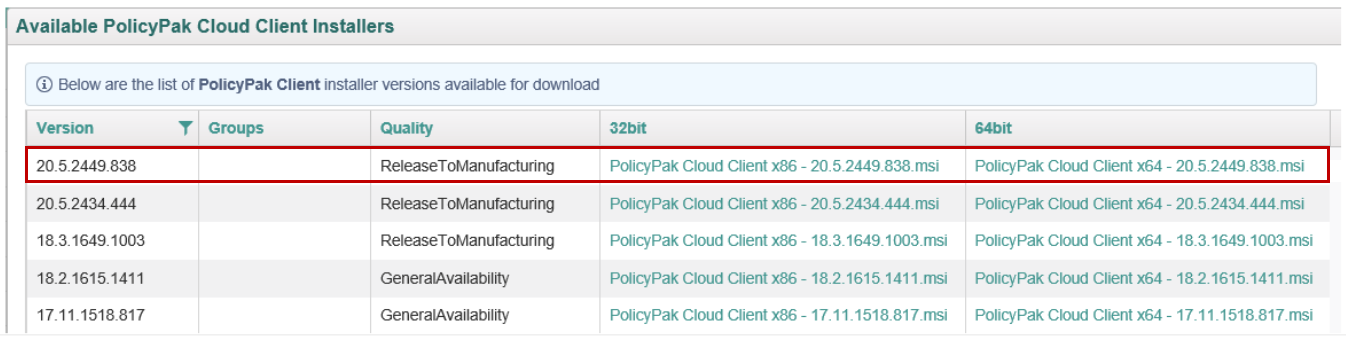 Available PolicyPak Cloud Client Installers
Below are the list of PolicyPak Client installer versions available for download
Version Groups Quality 32bit 64bit
20.5.2449.838 ReleaseToManufacturing PolicyPak Cloud Client x86 - 20.5.2449.838.msi PolicyPak Cloud Client x64 - 20.5.2449.838.msi
20.5.2434.444 ReleaseToManufacturing PolicyPak Cloud Client x86 - 20.5.2434.444.msi PolicyPak Cloud Client x64 - 20.5.2434.444.msi
18.3.1649.1003 ReleaseToManufacturing PolicyPak Cloud Client x86 - 18.3.1649.1003.msi PolicyPak Cloud Client x64 - 18.3.1649.1003.msi
18.2.1615.1411 GeneralAvailability PolicyPak Cloud Client x86 - 18.2.1615.1411.msi PolicyPak Cloud Client x64 - 18.2.1615.1411.msi
17.11.1518.817 GeneralAvailability PolicyPak Cloud Client x86 - 17.11.1518.817.msi PolicyPak Cloud Client x64 - 17.11.1518.817.msi